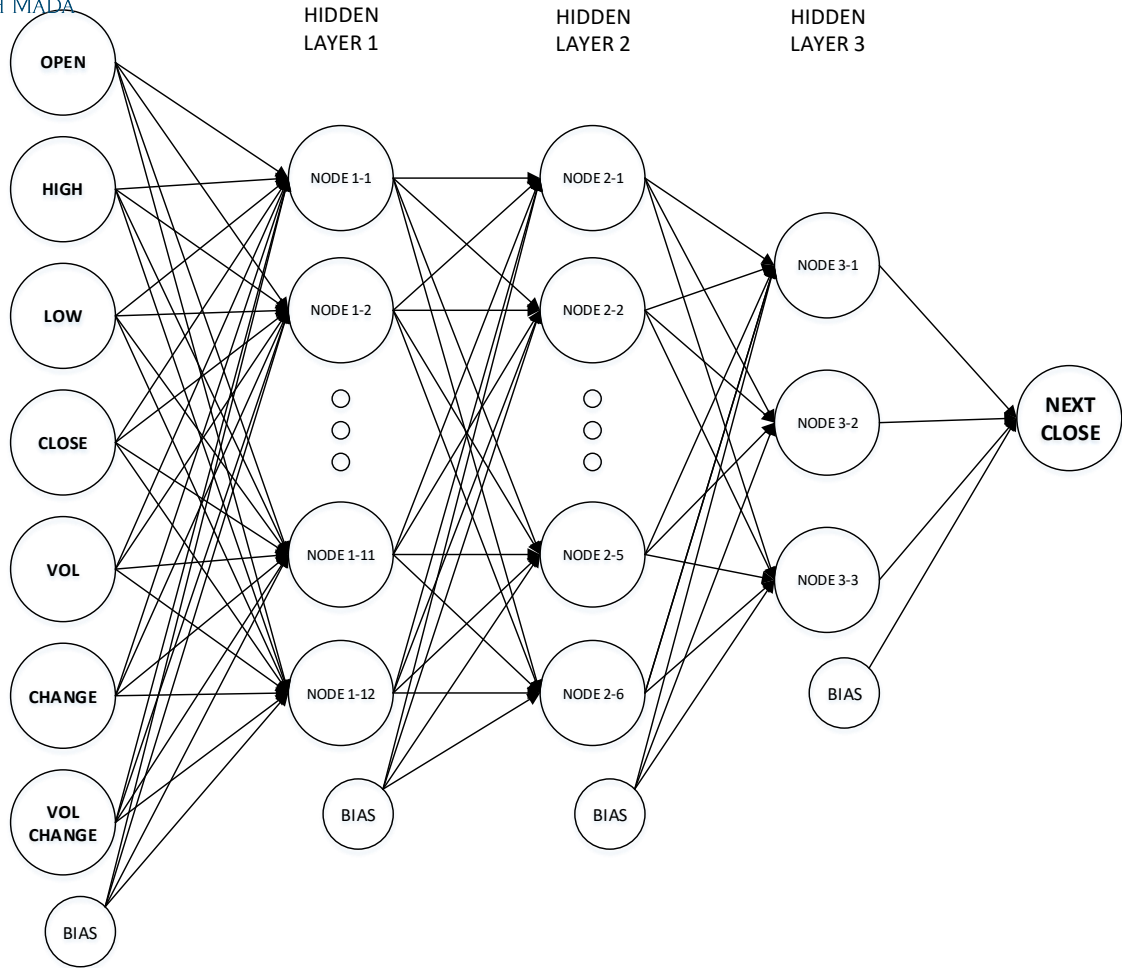 HIDDEN
LAYER 1
HIDDEN
LAYER 2
HIDDEN
LAYER 3
OPEN
HIGH
LOW
CLOSE
VOL
CHANGE
VOL
CHANGE
BIAS
NODE 1-1
NODE 1-2
NODE 1-11
NODE 1-12
BIAS
NODE 2-1
NODE 2-2
NODE 2-5
NODE 2-6
BIAS
NODE 3-1
NODE 3-2
NODE 3-3
BIAS
NEXT
CLOSE